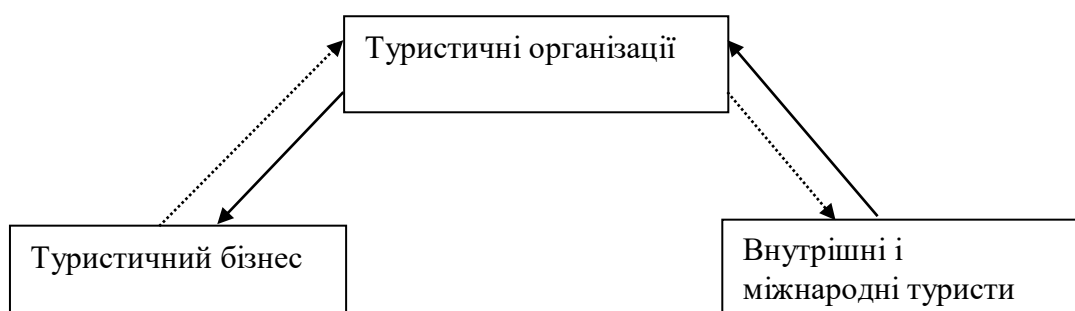 Туристичні організації
Туристичний бізнес
Внутрішні і
міжнародні туристи